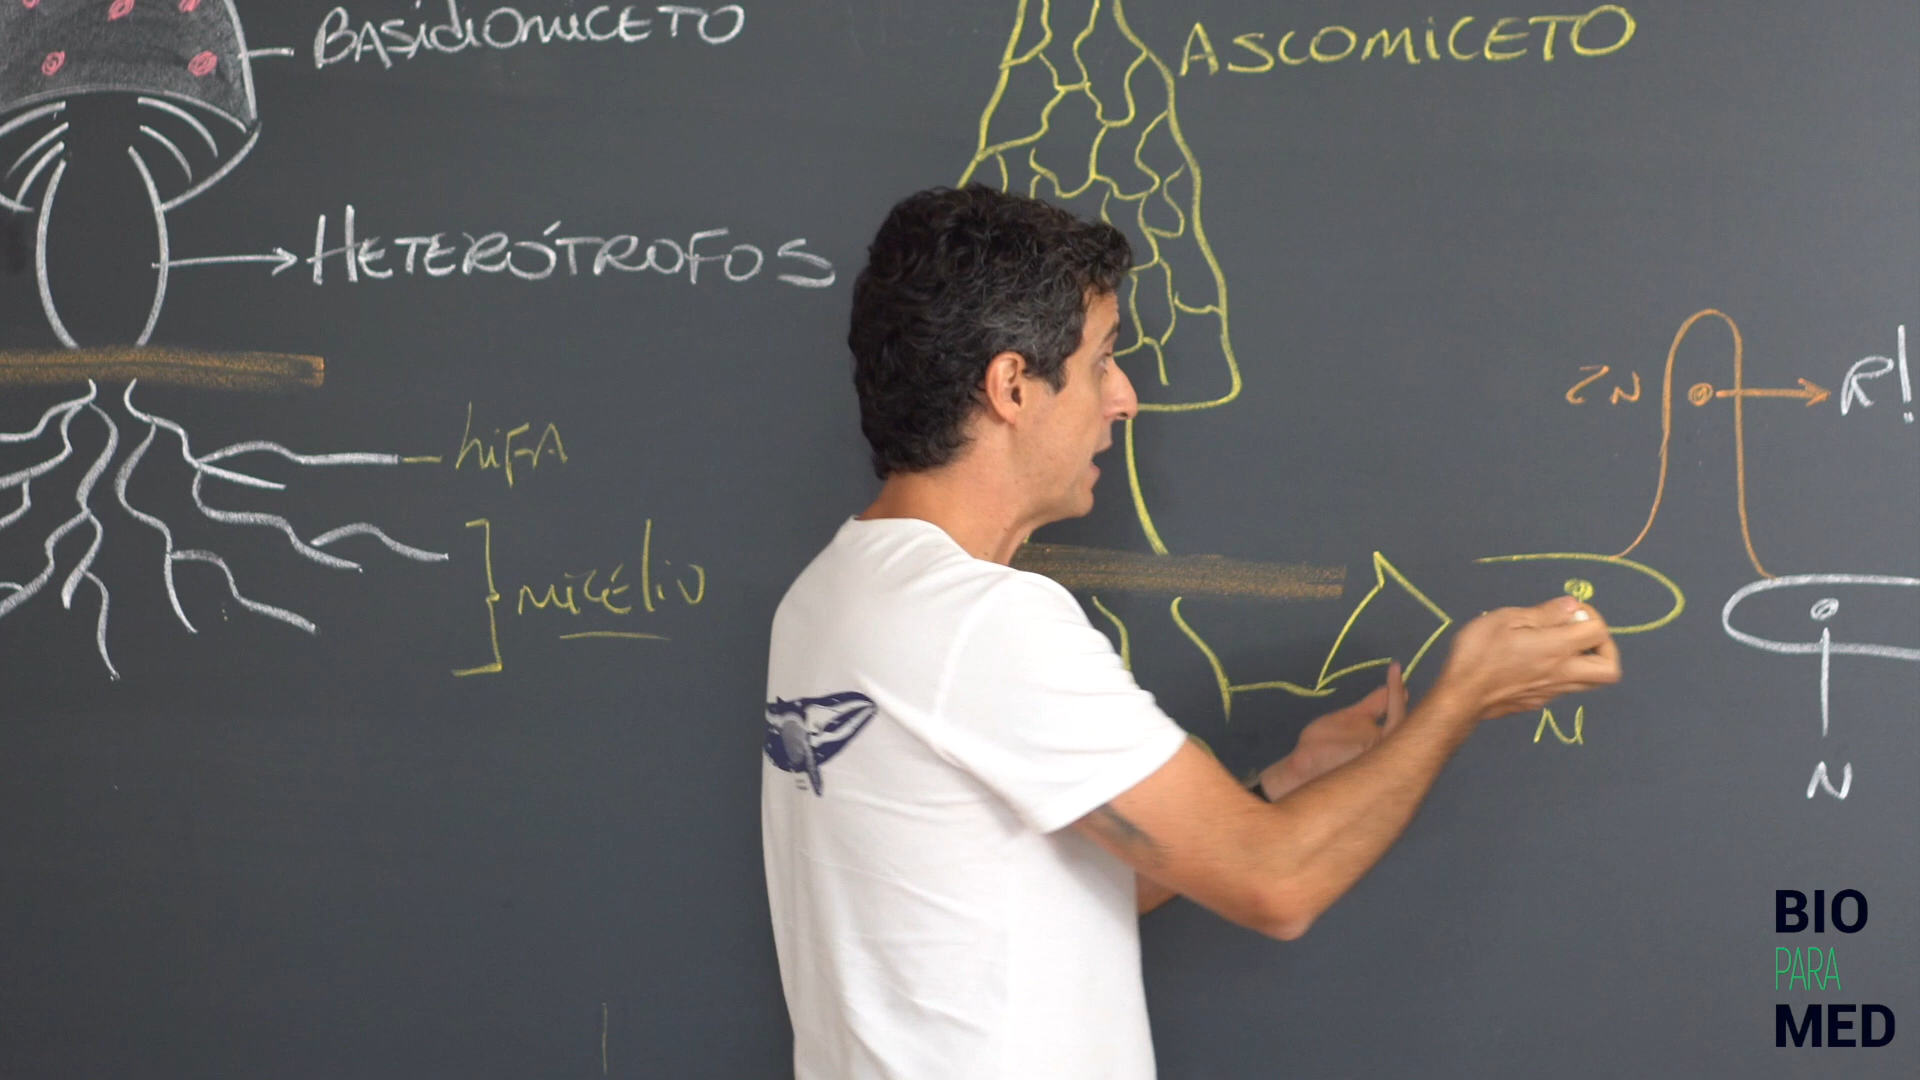 BASidiOMiCETO
ASCOMiCETO
HETERÓTROFOS
hiFA
micélio
2N
R!
N
N
BIO
PARA
MED